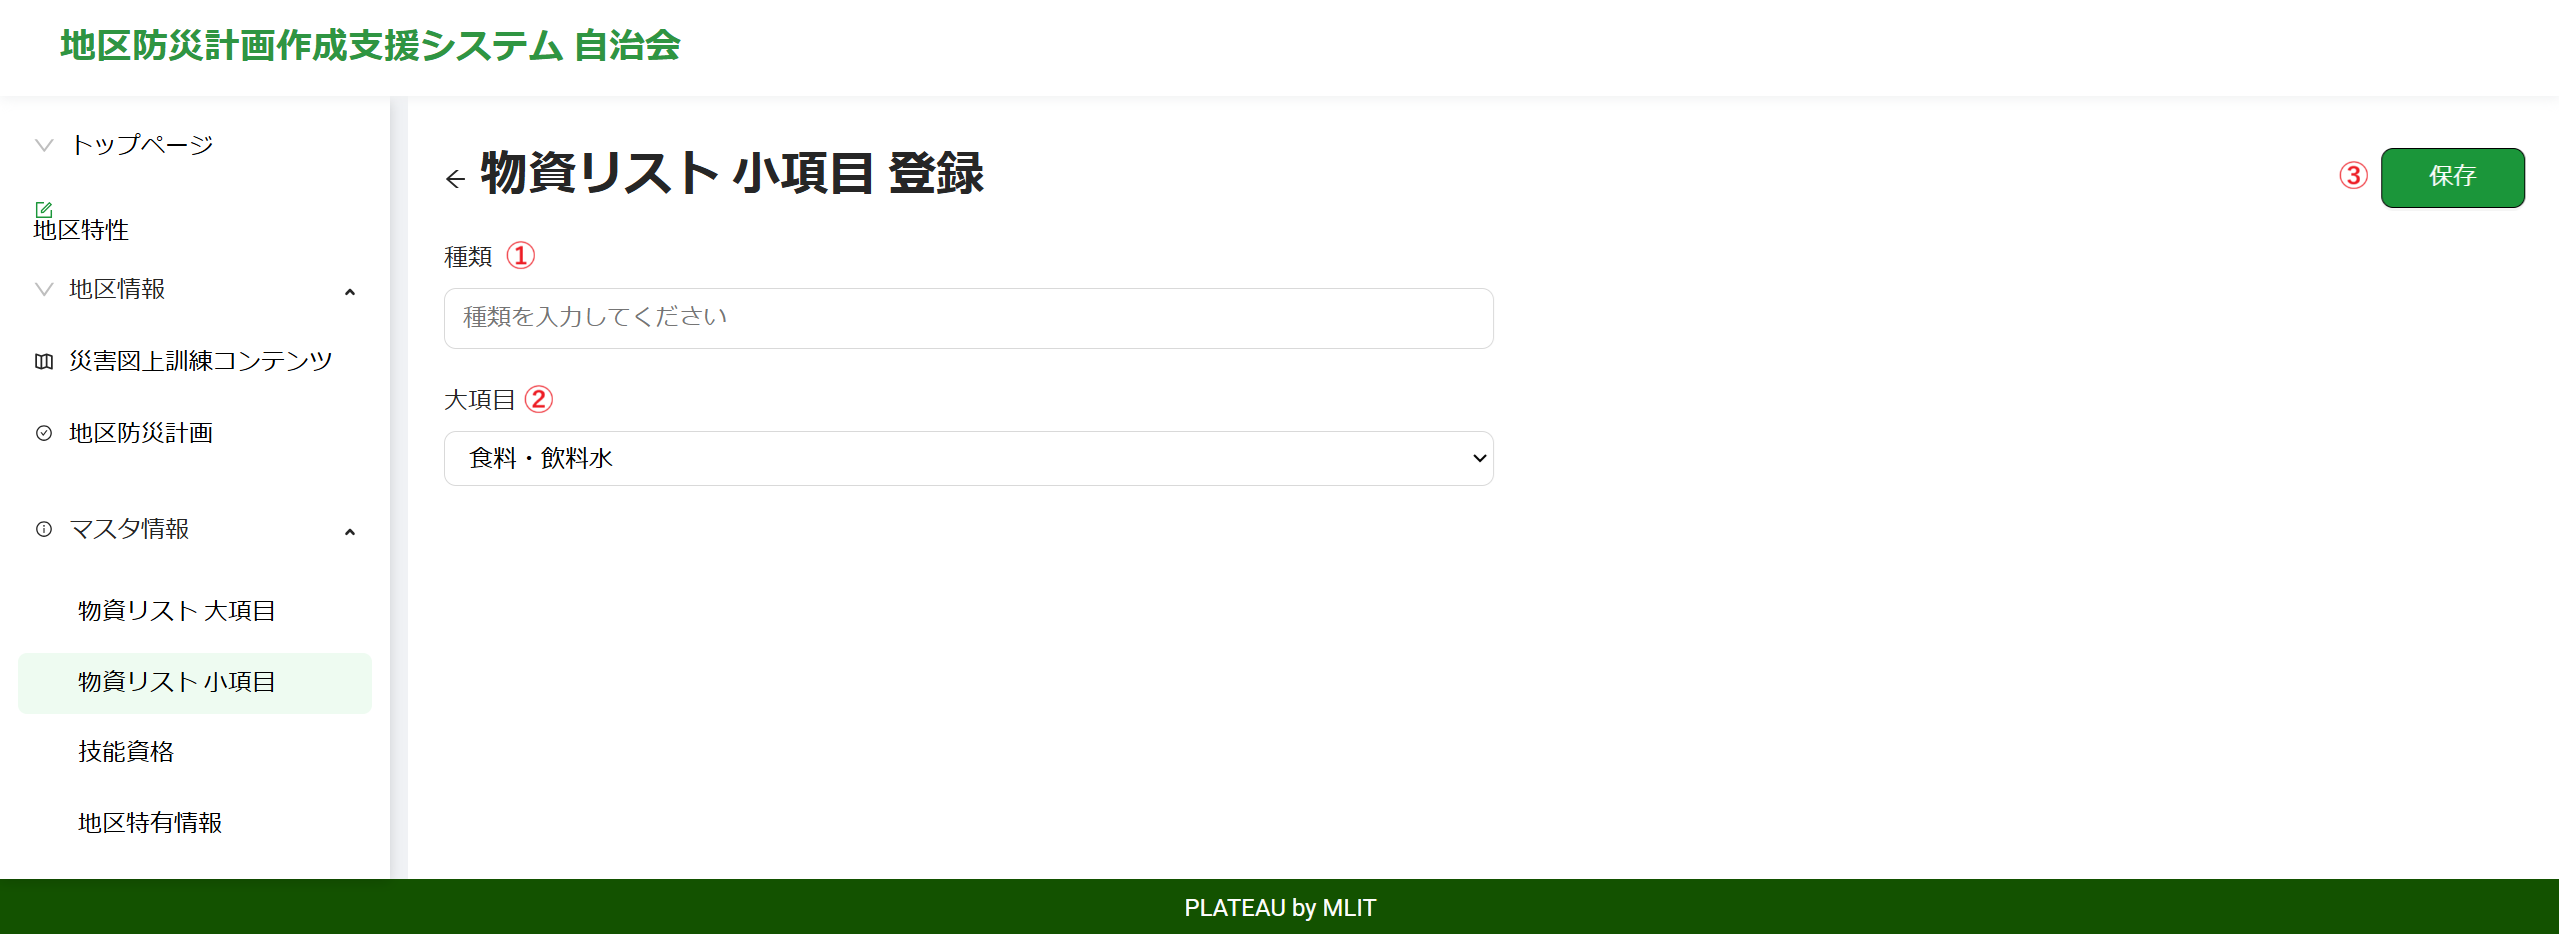 地区防災計画作成支援システム 自治会
トップページ
地区特性
地区情報
災害図上訓練コンテンツ
地区防災計画
マスタ情報
物資リスト 大項目
物資リスト 小項目
技能資格
地区特有情報
物資リスト 小項目 登録
③ 保存
種類 ①
種類を入力してください
大項目 ②
食料・飲料水
PLATEAU by MLIT